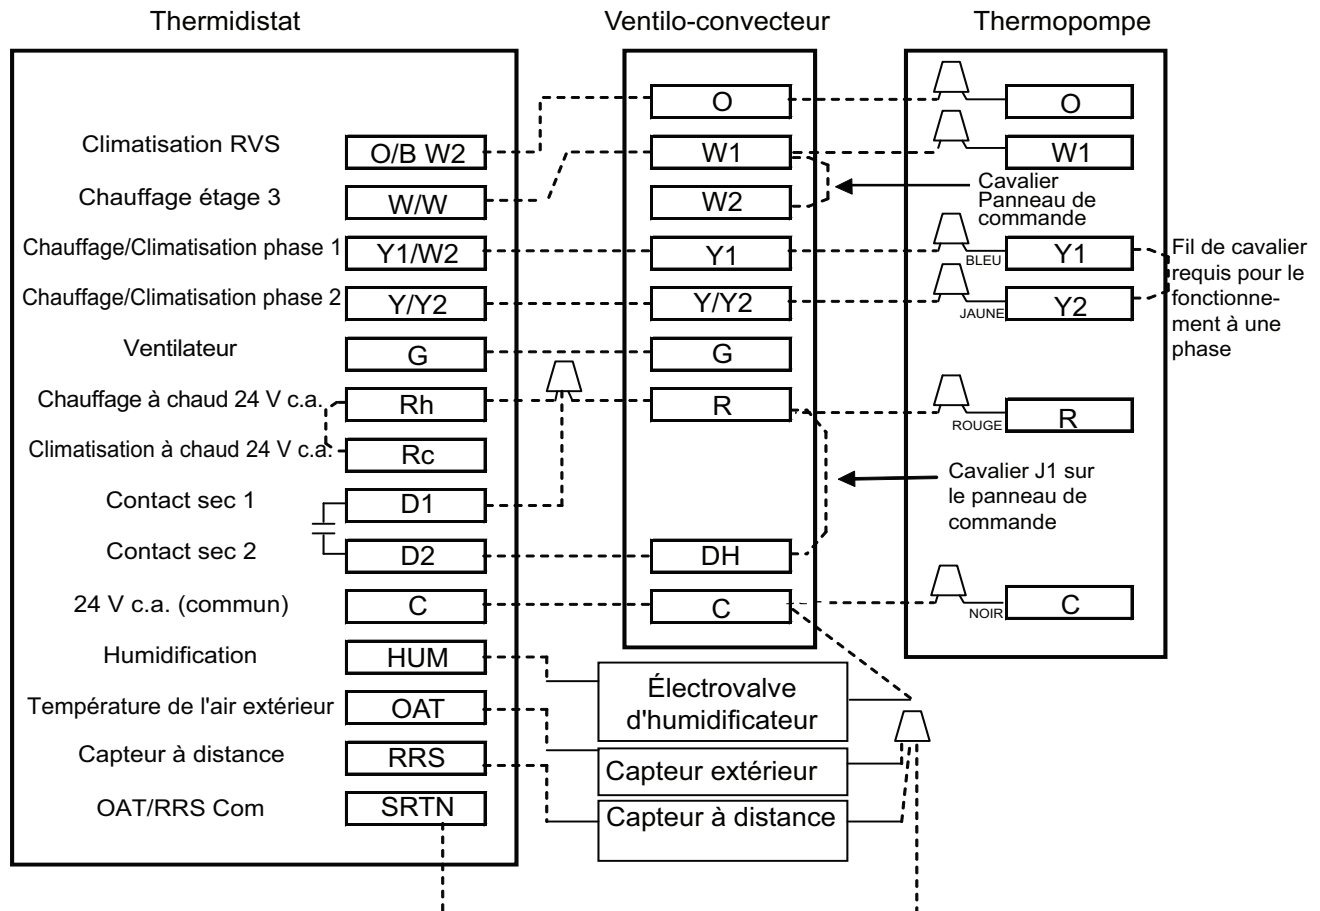 Thermidistat
Ventilo-convecteur
Thermopompe
O
O
Climatisation RVS
O/B W2
W1
W1
Chauffage étage 3
W/W
W2
Cavalier
Panneau de
commande
Chauffage/Climatisation phase 1
Y1/W2
Y1
BLEU
Y1
Chauffage/Climatisation phase 2
Y/Y2
Y/Y2
JAUNE
Y2
Fil de cavalier
requis pour le
fonctionne-
ment à une
phase
Ventilateur
G
G
Chauffage à chaud 24 V c.a.
Rh
R
ROUGE
R
Climatisation à chaud 24 V c.a.
Rc
Contact sec 1
D1
Cavalier J1 sur
le panneau de
commande
Contact sec 2
D2
DH
24 V c.a. (commun)
C
C
NOIR
C
Humidification
HUM
Électrovalve
d'humidificateur
Température de l'air extérieur
OAT
Capteur à distance
RRS
Capteur extérieur
OAT/RRS Com
SRTN
Capteur à distance